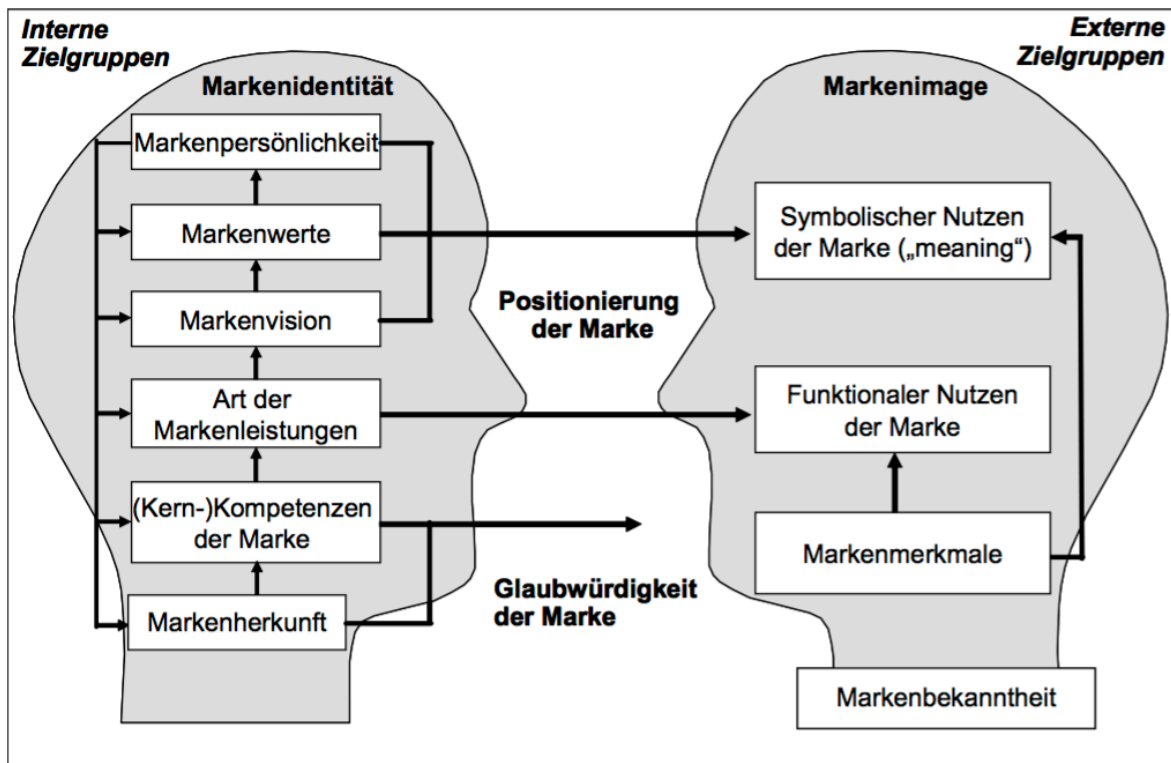 Interne
Zielgruppen
Markenidentität
Markenpersönlichkeit
Markenwerte
Markenvision
Art der
Markenleistungen
(Kern-)Kompetenzen
der Marke
Markenherkunft
Positionierung
der Marke
Glaubwürdigkeit
der Marke
Externe
Zielgruppen
Markenimage
Symbolischer Nutzen
der Marke („meaning“)
Funktionaler Nutzen
der Marke
Markenmerkmale
Markenbekanntheit